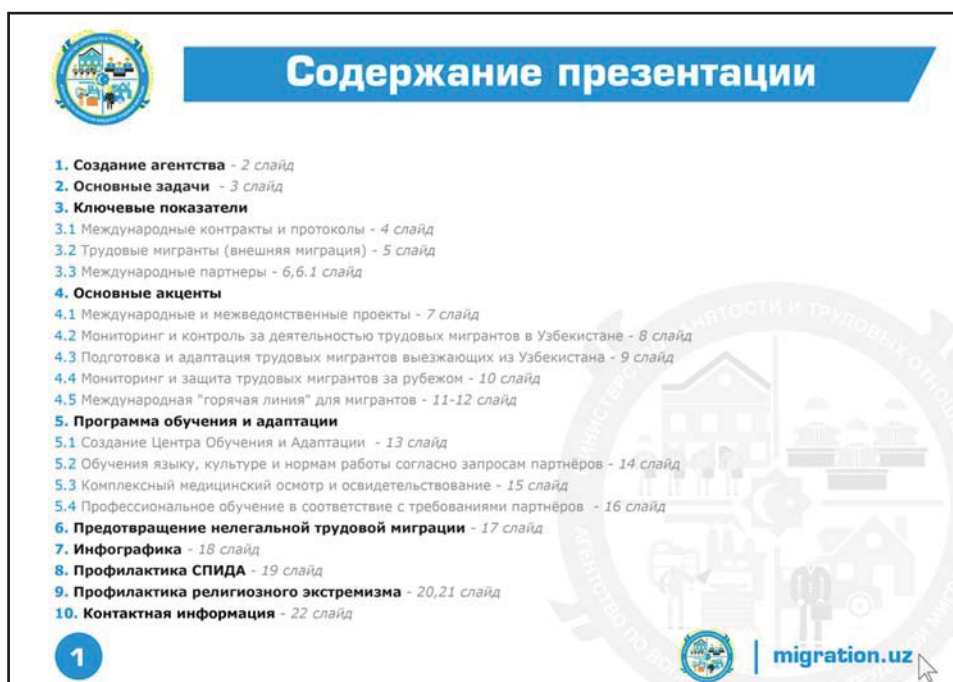 Содержание презентации
1. Создание агентства - 2 слайд
2. Основные задачи - 3 слайд
3. Ключевые показатели
3.1 Международные контракты и протоколы - 4 слайд
3.2 Трудовые мигранты (внешняя миграция) - 5 слайд
3.3 Международные партнеры - 6,6.1 слайд
4. Основные акценты
4.1 Международные и межведомственные проекты - 7 слайд
4.2 Мониторинг и контроль за деятельностью трудовых мигрантов в Узбекистане - 8 слайд
4.3 Подготовка и адаптация трудовых мигрантов выезжающих из Узбекистана - 9 слайд
4.4 Мониторинг и защита трудовых мигрантов за рубежом - 10 слайд
4.5 Международная "горячая линия" для мигрантов - 11-12 слайд
5. Программа обучения и адаптации
5.1 Создание Центра Обучения и Адаптации - 13 слайд
5.2 Обучения языку, культуре и нормам работы согласно запросам партнёров - 14 слайд
5.3 Комплексный медицинский осмотр и освидетельствование - 15 слайд
5.4 Профессиональное обучение в соответствие с требованиями партнёров - 16 слайд
6. Предотвращение нелегальной трудовой миграции - 17 слайд
7. Инфографика - 18 слайд
8. Профилактика СПИДА - 19 слайд
9. Профилактика религиозного экстремизма - 20,21 слайд
10. Контактная информация - 22 слайд
1
migration.uz